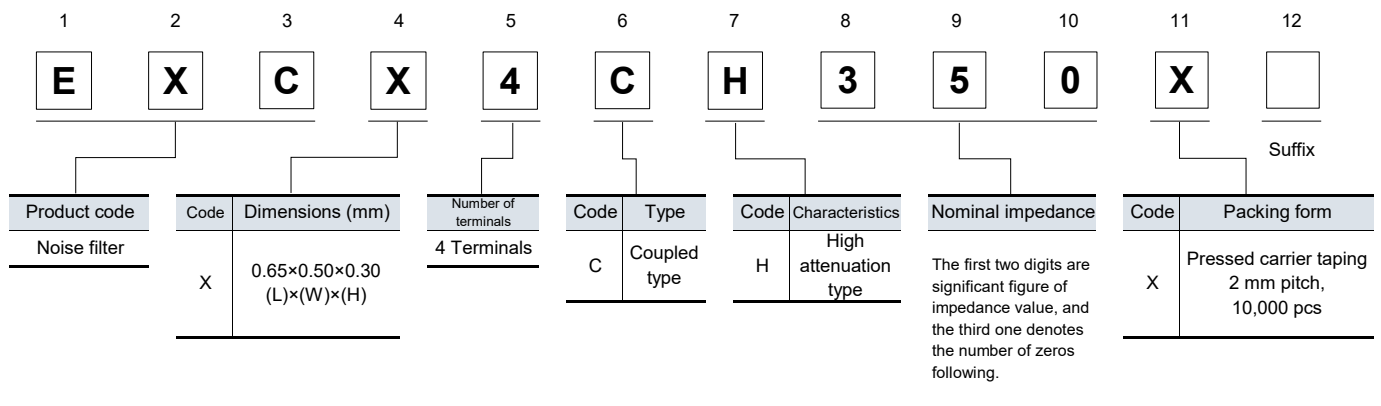 1 2 3 4 5 6 7 8 9 10 11 12
E X C X 4 C H 3 5 0 X
Suffix
Product code
Noise filter
Code Dimensions (mm)
X 0.65×0.50×0.30
(L)×(W)×(H)
Number of
terminals
4 Terminals
Code Type
C Coupled
type
Code Characteristics
H High
attenuation
type
Nominal impedance
The first two digits are
significant figure of
impedance value, and
the third one denotes
the number of zeros
following.
Code Packing form
X Pressed carrier taping
2 mm pitch,
10,000 pcs